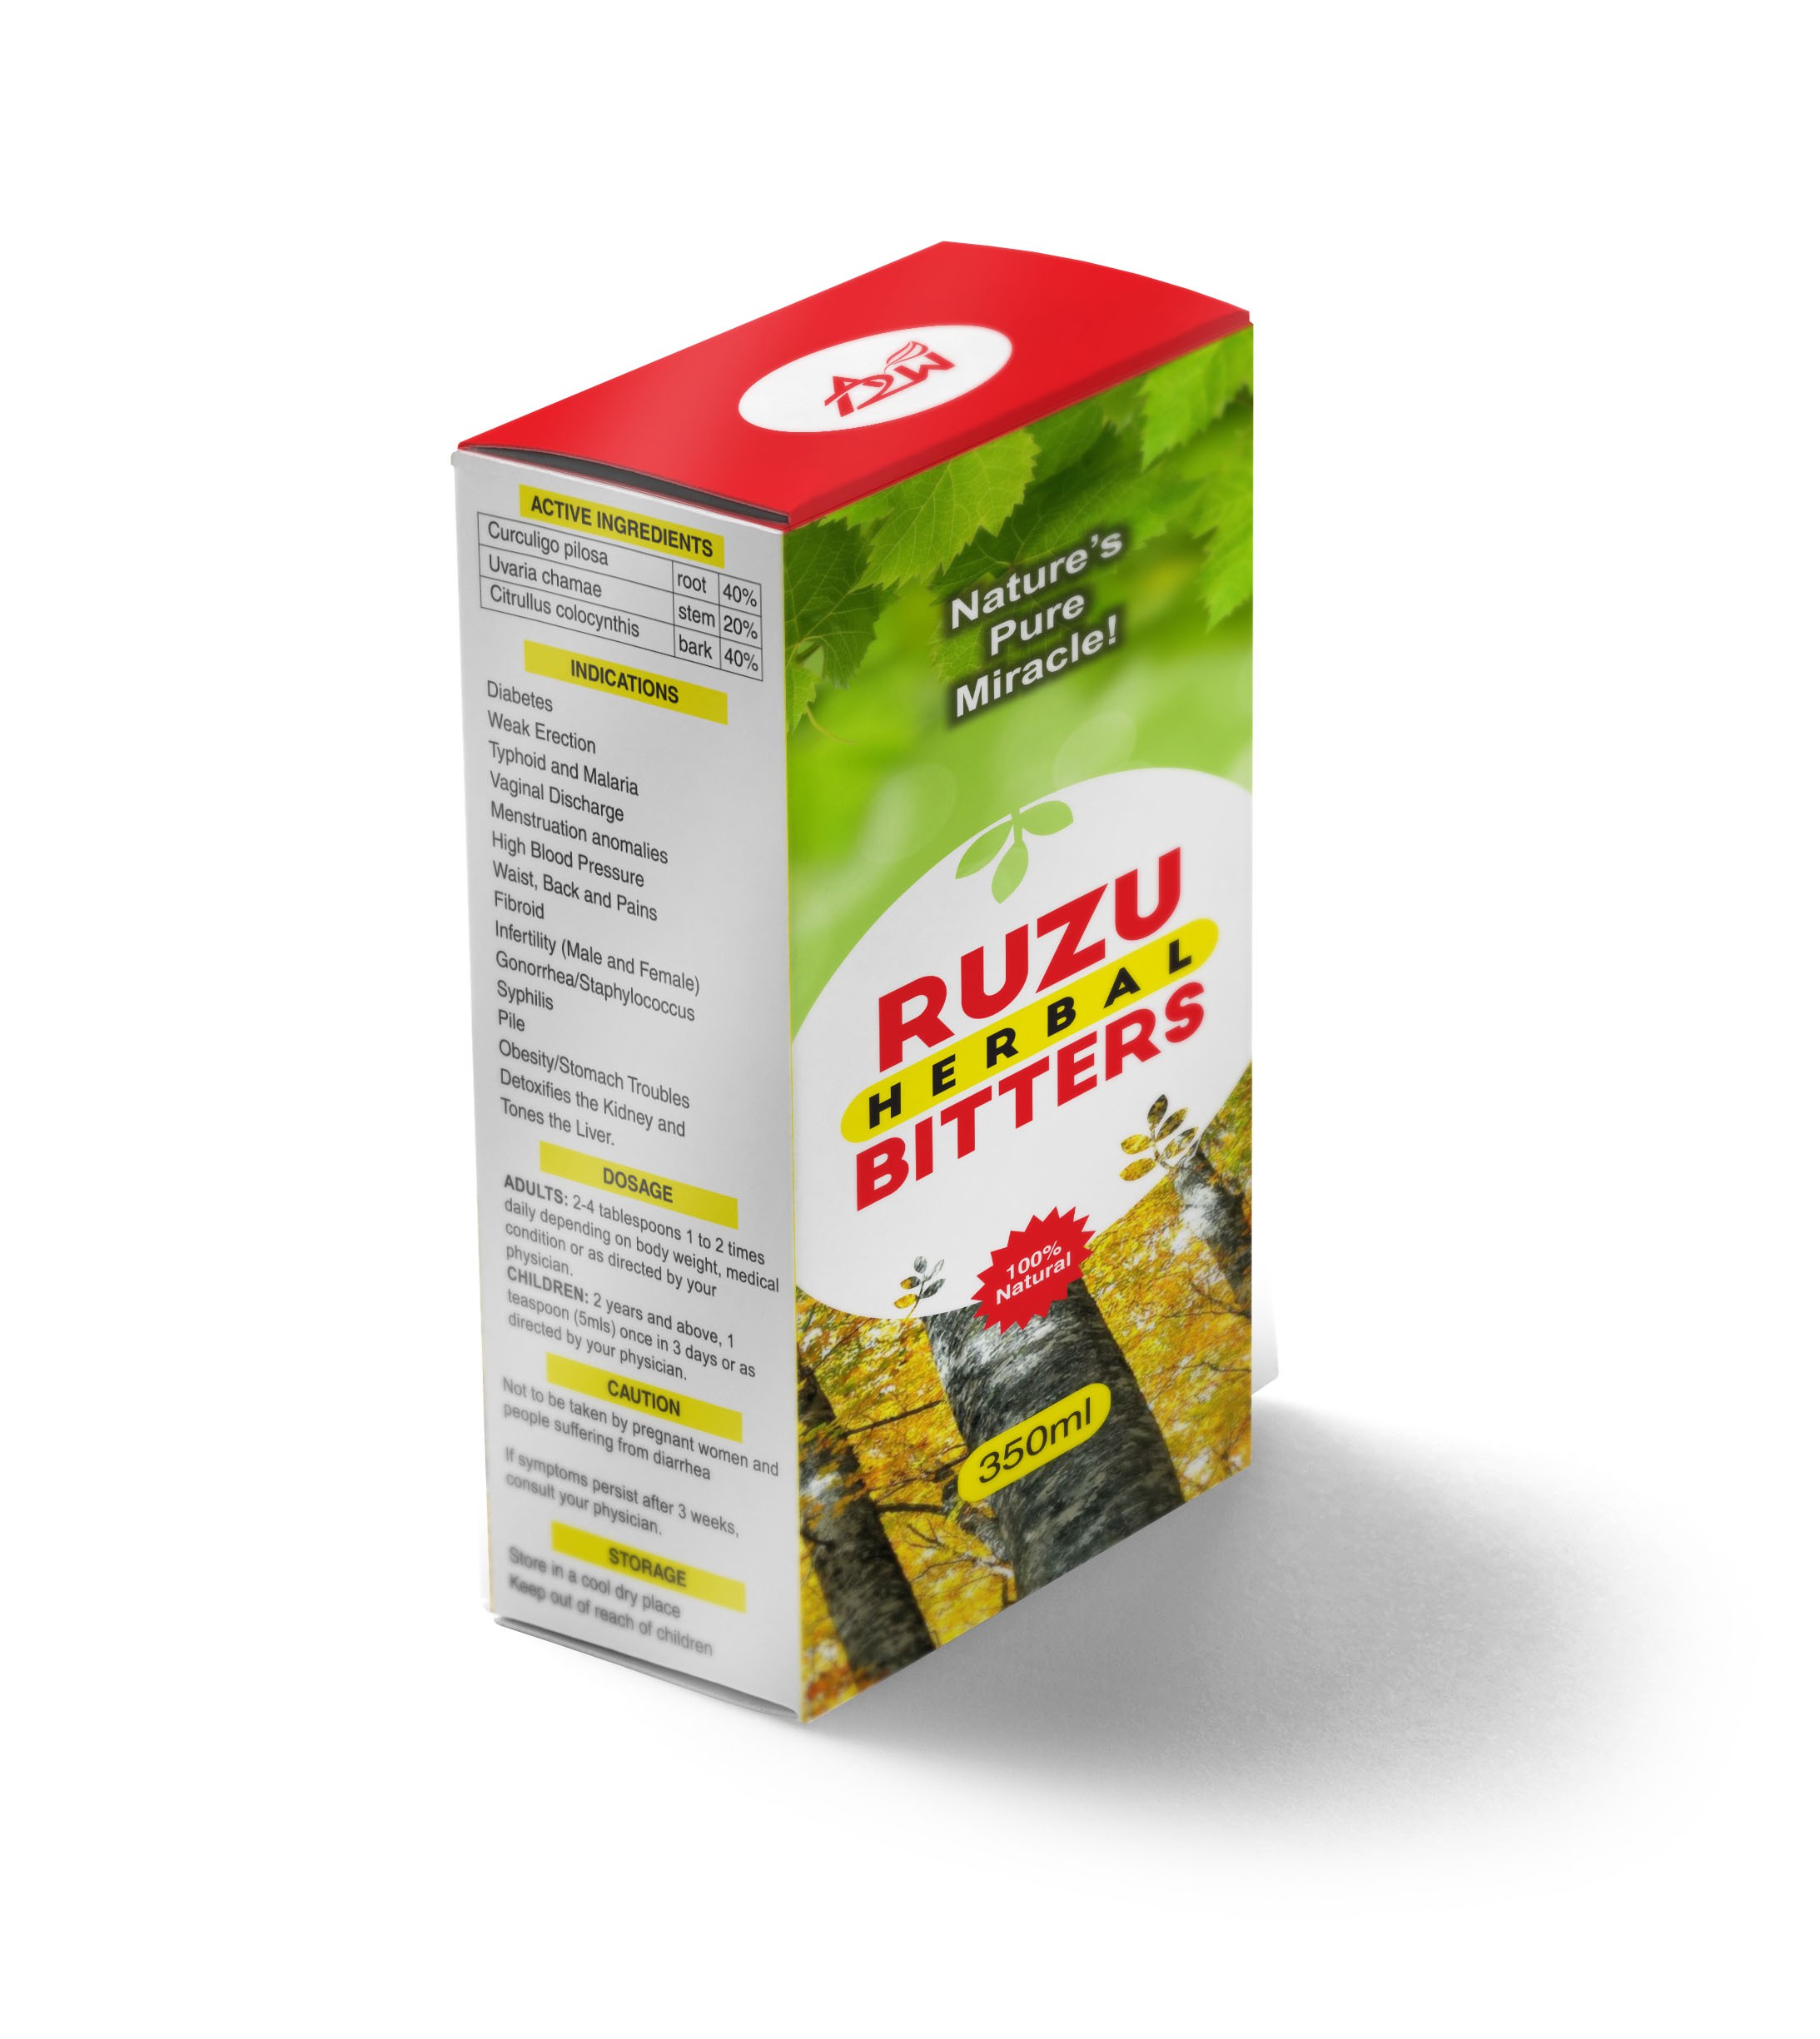 A2W
ACTIVE INGREDIENTS
Curculigo pilosa root 40%
Uvaria chamae stem 20%
Citrullus colocynthis bark 40%
INDICATIONS
Diabetes
Weak Erection
Typhoid and Malaria
Vaginal Discharge
Menstruation anomalies
High Blood Pressure
Waist, Back and Pains
Fibroid
Infertility (Male and Female)
Gonorrhea/Staphylococcus
Syphilis
Pile
Obesity/Stomach Troubles
Detoxifies the Kidney and
Tones the Liver.
DOSAGE
ADULTS: 2-4 tablespoons 1 to 2 times
daily depending on body weight, medical
condition or as directed by your
physician.
CHILDREN: 2 years and above, 1
teaspoon (5mls) once in 3 days or as
directed by your physician.
CAUTION
Not to be taken by pregnant women and
people suffering from diarrhea
If symptoms persist after 3 weeks,
consult your physician.
STORAGE
Store in a cool dry place
Keep out of reach of children
Nature's
Pure
Miracle!
RUZU
HERBAL
BITTERS
100%
Natural
350ml